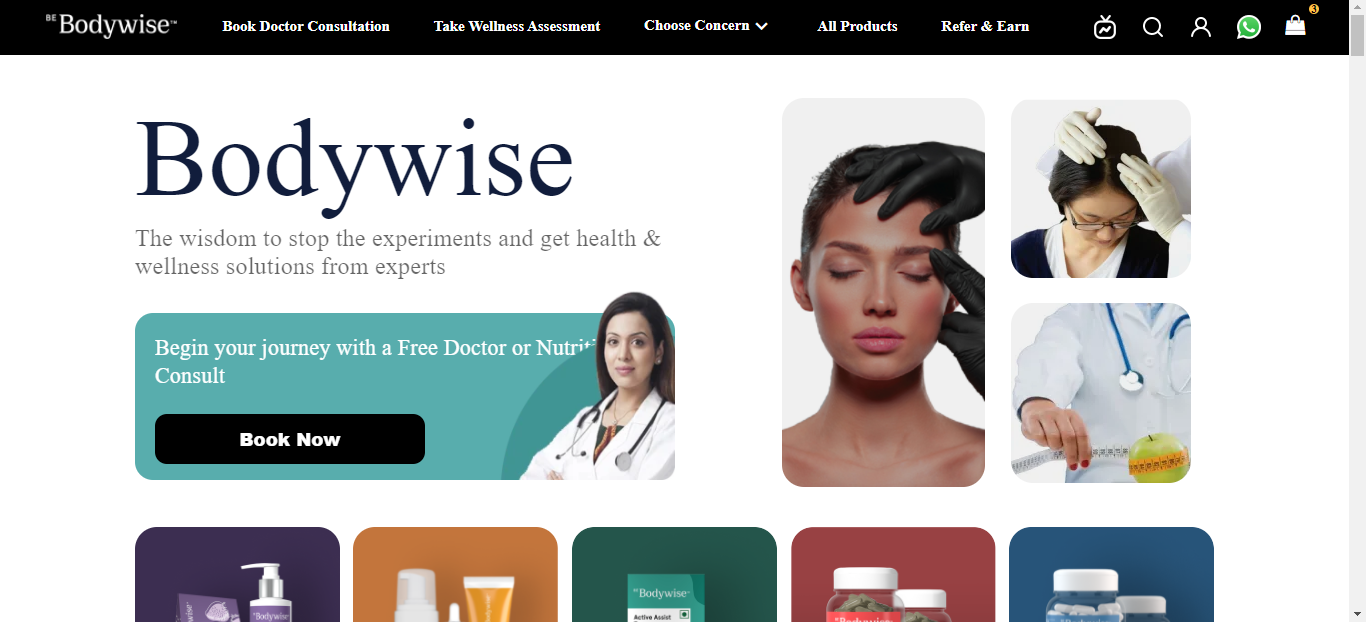 BE Bodywise™
Book Doctor Consultation
Take Wellness Assessment
Choose Concern
All Products
Refer & Earn
3
Bodywise
The wisdom to stop the experiments and get health &
wellness solutions from experts
Begin your journey with a Free Doctor or Nutriti
Consult
Book Now
Bodywise
Bodywise
BE Bodywise
Active Assist
Bodywise